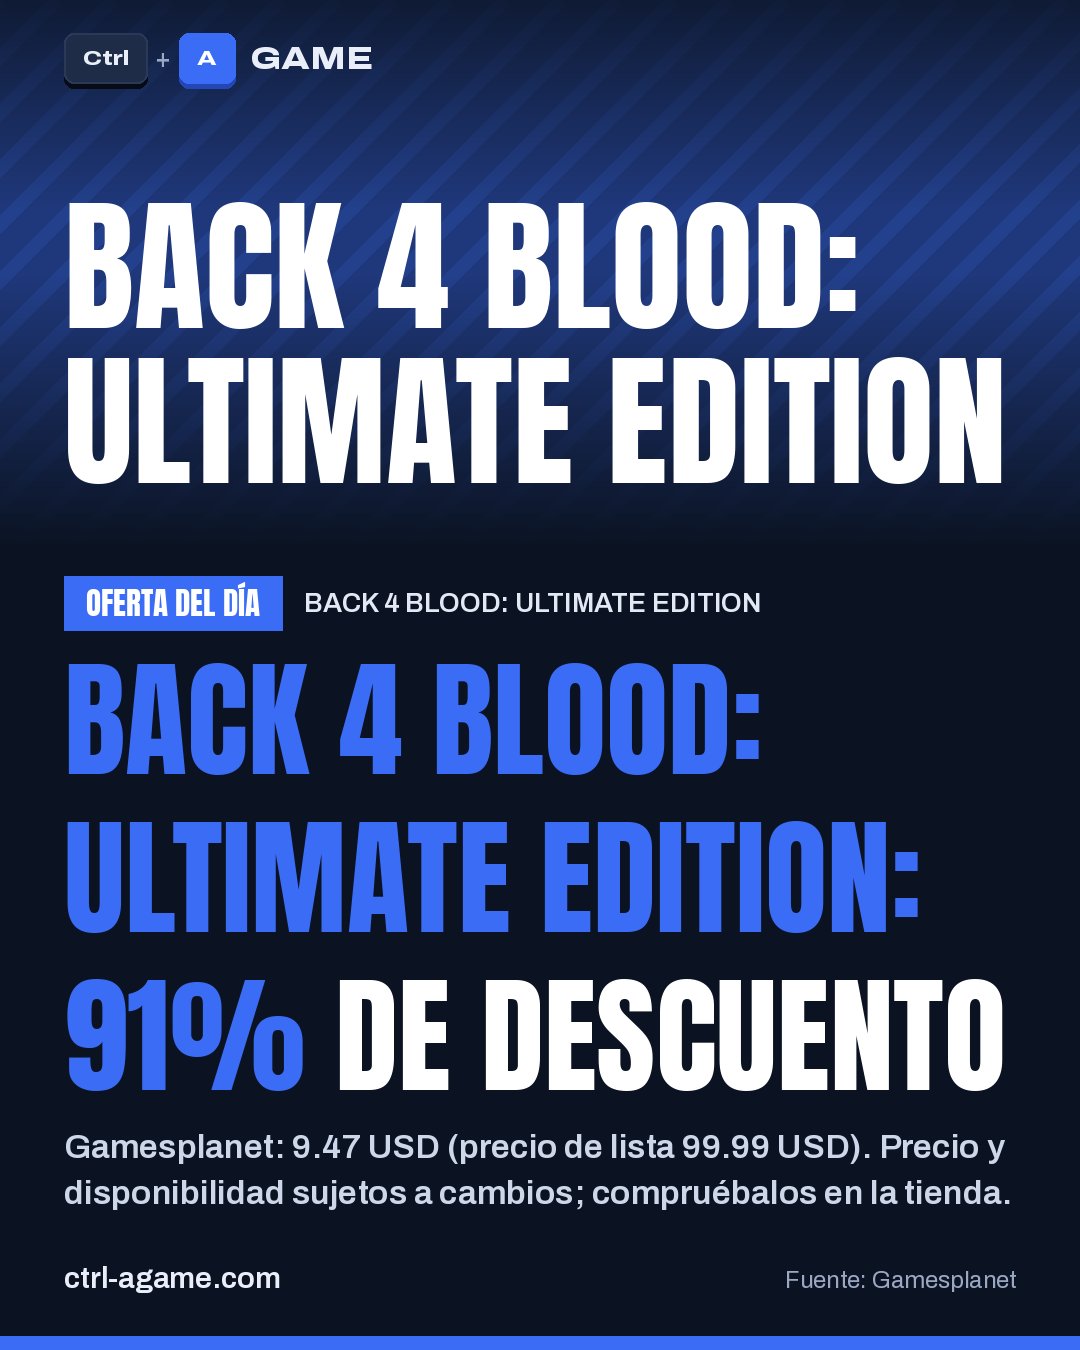 Ctrl + A GAME
BACK 4 BLOOD:
ULTIMATE EDITION
OFERTA DEL DÍA BACK 4 BLOOD: ULTIMATE EDITION
BACK 4 BLOOD:
ULTIMATE EDITION:
91% DE DESCUENTO
Gamesplanet: 9.47 USD (precio de lista 99.99 USD). Precio y
disponibilidad sujetos a cambios; compruébalos en la tienda.
ctrl-agame.com Fuente: Gamesplanet